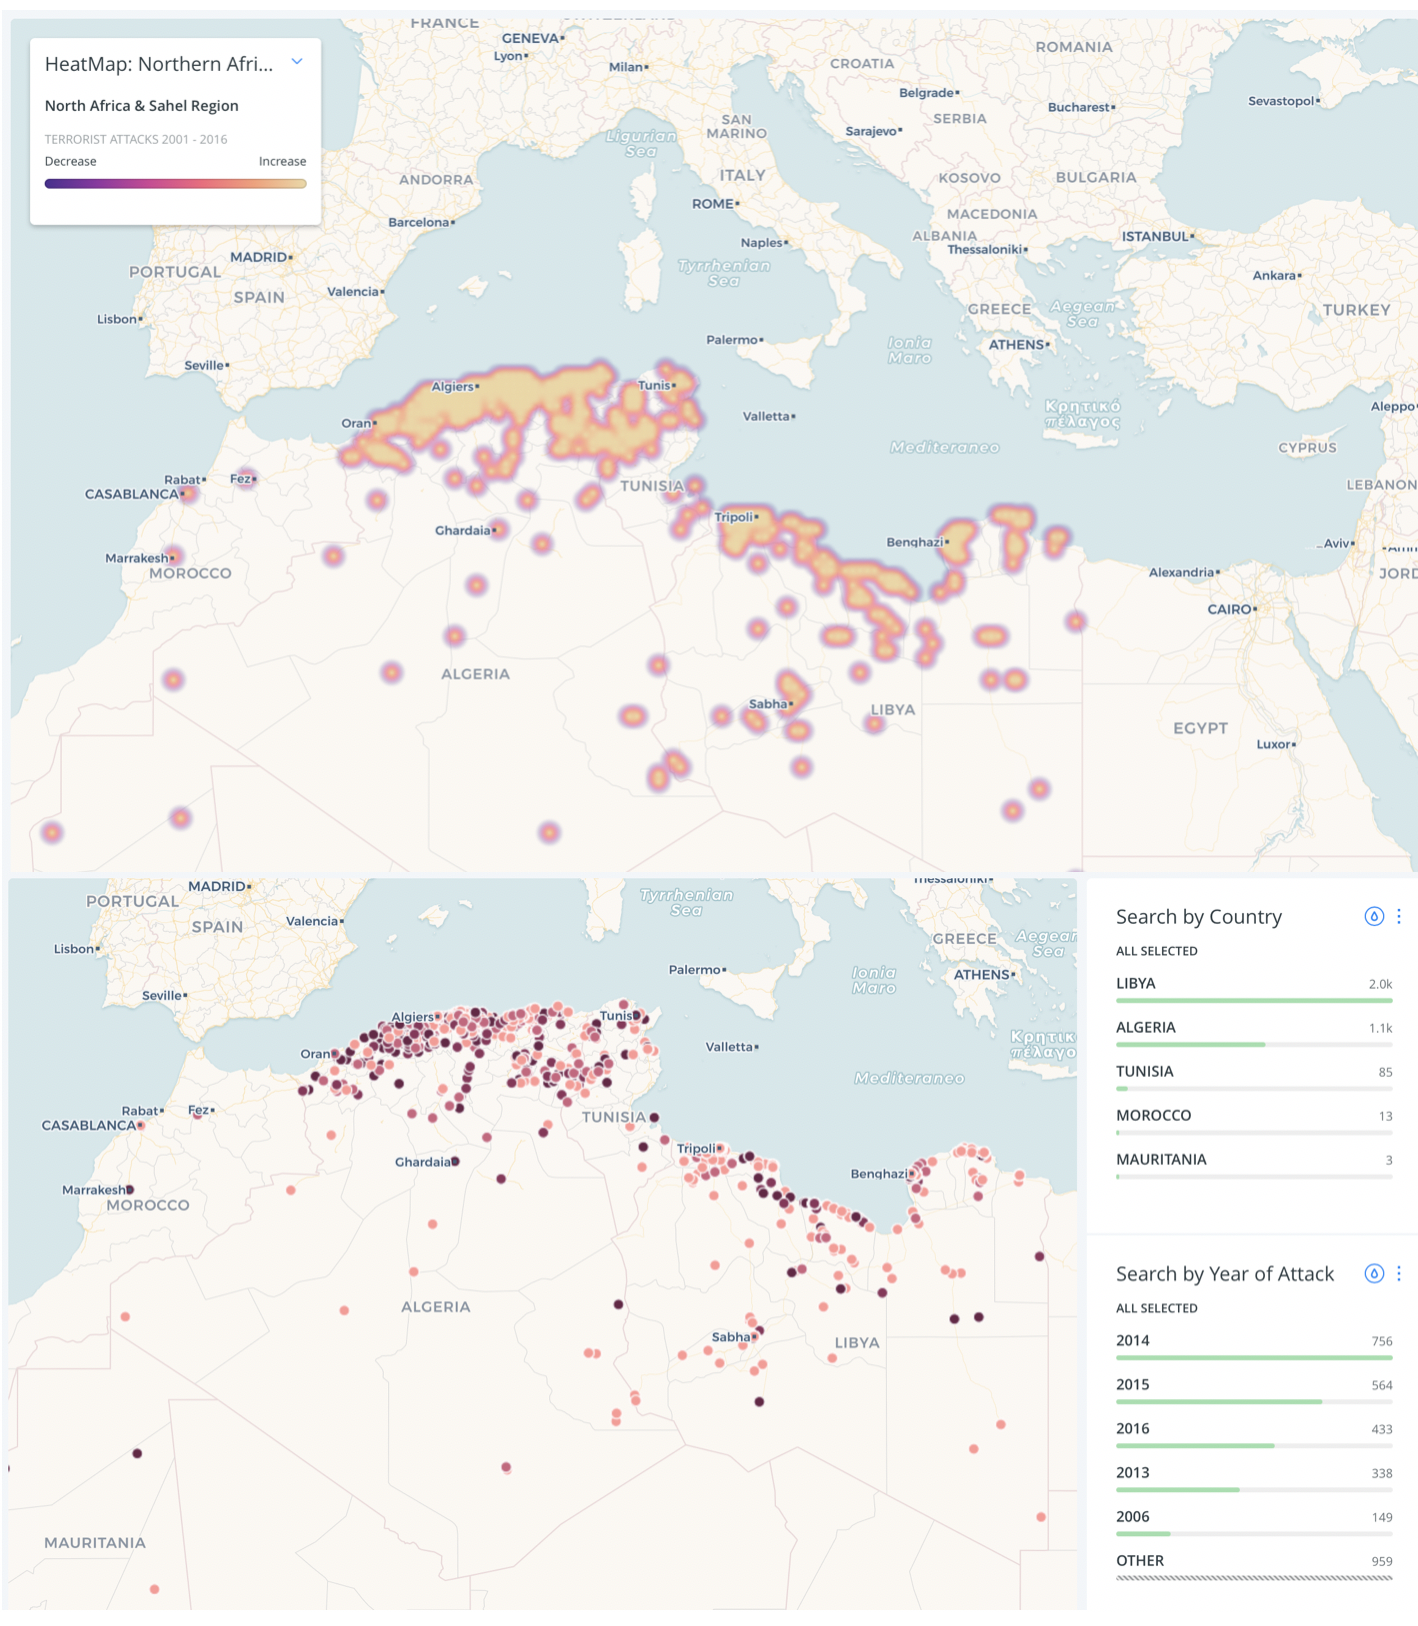 FRANCE
GENEVA
Lyon
Milan
CROATIA
ROMANIA
HeatMap: Northern Afri...
Belgrade
Bucharest
Sevastopol
North Africa & Sahel Region
SAN
MARINO
SERBIA
Sarajevo
TERRORIST ATTACKS 2001 - 2016
Ligurian
Sea
Decrease
Increase
ANDORRA
ITALY
KOSOVO
BULGARIA
ROME
MACEDONIA
Barcelona
ALBANIA
ISTANBUL
Naples
Thessaloniki
MADRID
PORTUGAL
Tyrrhenian
Sea
Ankara
SPAIN
Valencia
GREECE
Aegean
Sea
TURKEY
Lisbon
Palermo
Ionia
Maro
ATHENS
Seville
Algiers
Tunis
Oran
Valletta
Κρητικό
πέλαγος
Aleppo
Mediteraneo
CYPRUS
Rabat
Fez
CASABLANCA
TUNISIA
LEBANON
Tripoli
Ghardaia
Benghazi
Aviv
Marrakesh
MOROCCO
Alexandria
JORD
CAIRO
ALGERIA
Sabha
LIBYA
EGYPT
Luxor
MADRID
Thessaloniki
PORTUGAL
Tyrrhenian
Sea
SPAIN
Valencia
GREECE
Aegean
Sea
Lisbon
Palermo
Ionia
Maro
ATHENS
Seville
Algiers
Tunis
Oran
Valletta
Κρητικ
πέλαγο
Mediteraneo
Rabat
Fez
CASABLANCA
TUNISIA
Tripoli
Ghardaia
Benghazi
Marrakesh
MOROCCO
ALGERIA
Sabha
LIBYA
MAURITANIA
Search by Country
ALL SELECTED
LIBYA 2.0k
ALGERIA 1.1k
TUNISIA 85
MOROCCO 13
MAURITANIA 3
Search by Year of Attack
ALL SELECTED
2014 756
2015 564
2016 433
2013 338
2006 149
OTHER 959